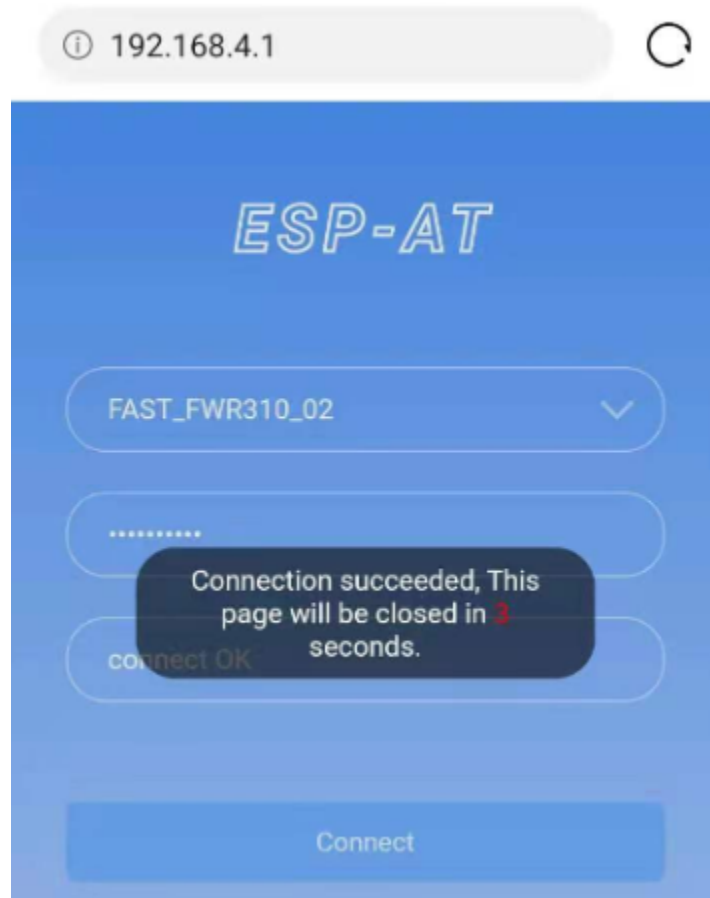 192.168.4.1
ESP-AT
FAST_FWR310_02
••••••••••
Connection succeeded, This
page will be closed in 3
seconds.
connect OK
Connect